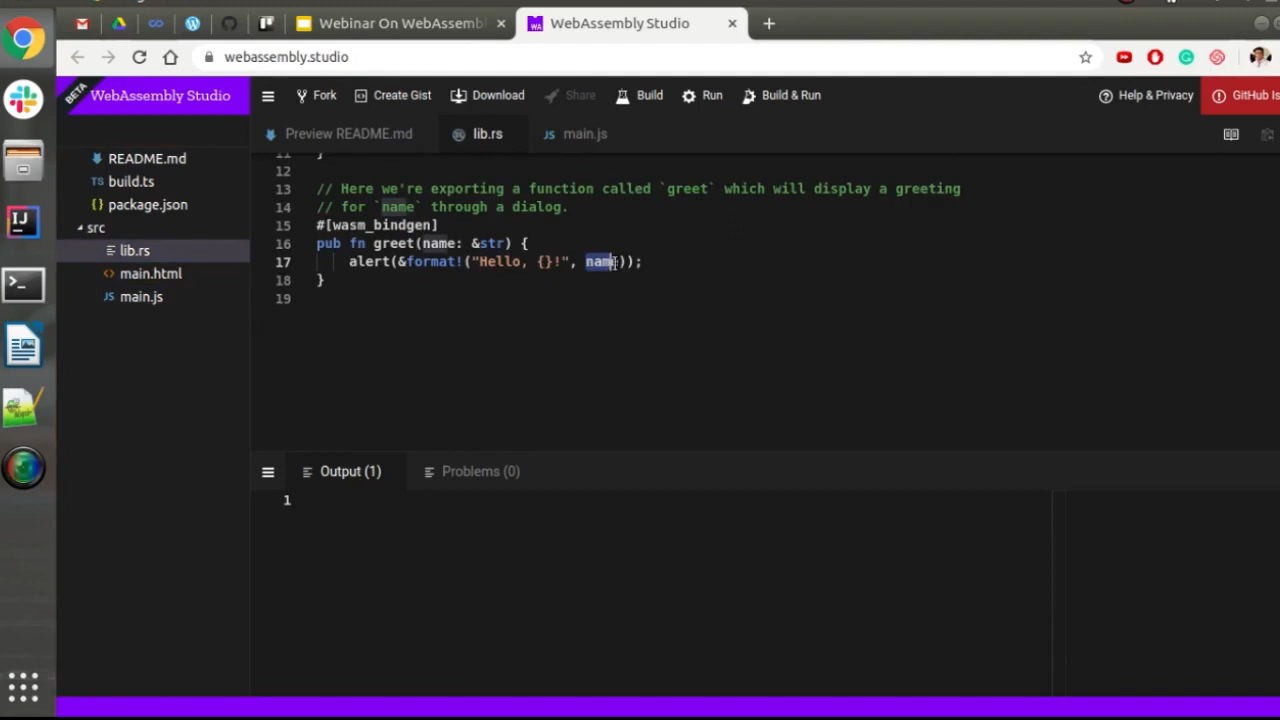 Webinar On WebAssembl
WebAssembly Studio
webassembly.studio
BETA
WebAssembly Studio
Fork
Create Gist
Download
Share
Build
Run
Build & Run
Help & Privacy
GitHub Is
Preview README.md
lib.rs
main.js
README.md
TS build.ts
{} package.json
src
lib.rs
<> main.html
JS main.js
11 }
12
13 // Here we're exporting a function called `greet` which will display a greeting
14 // for `name` through a dialog.
15 #[wasm_bindgen]
16 pub fn greet(name: &str) {
17 alert(&format!("Hello, {}!", name));
18 }
19
Output (1)
Problems (0)
1